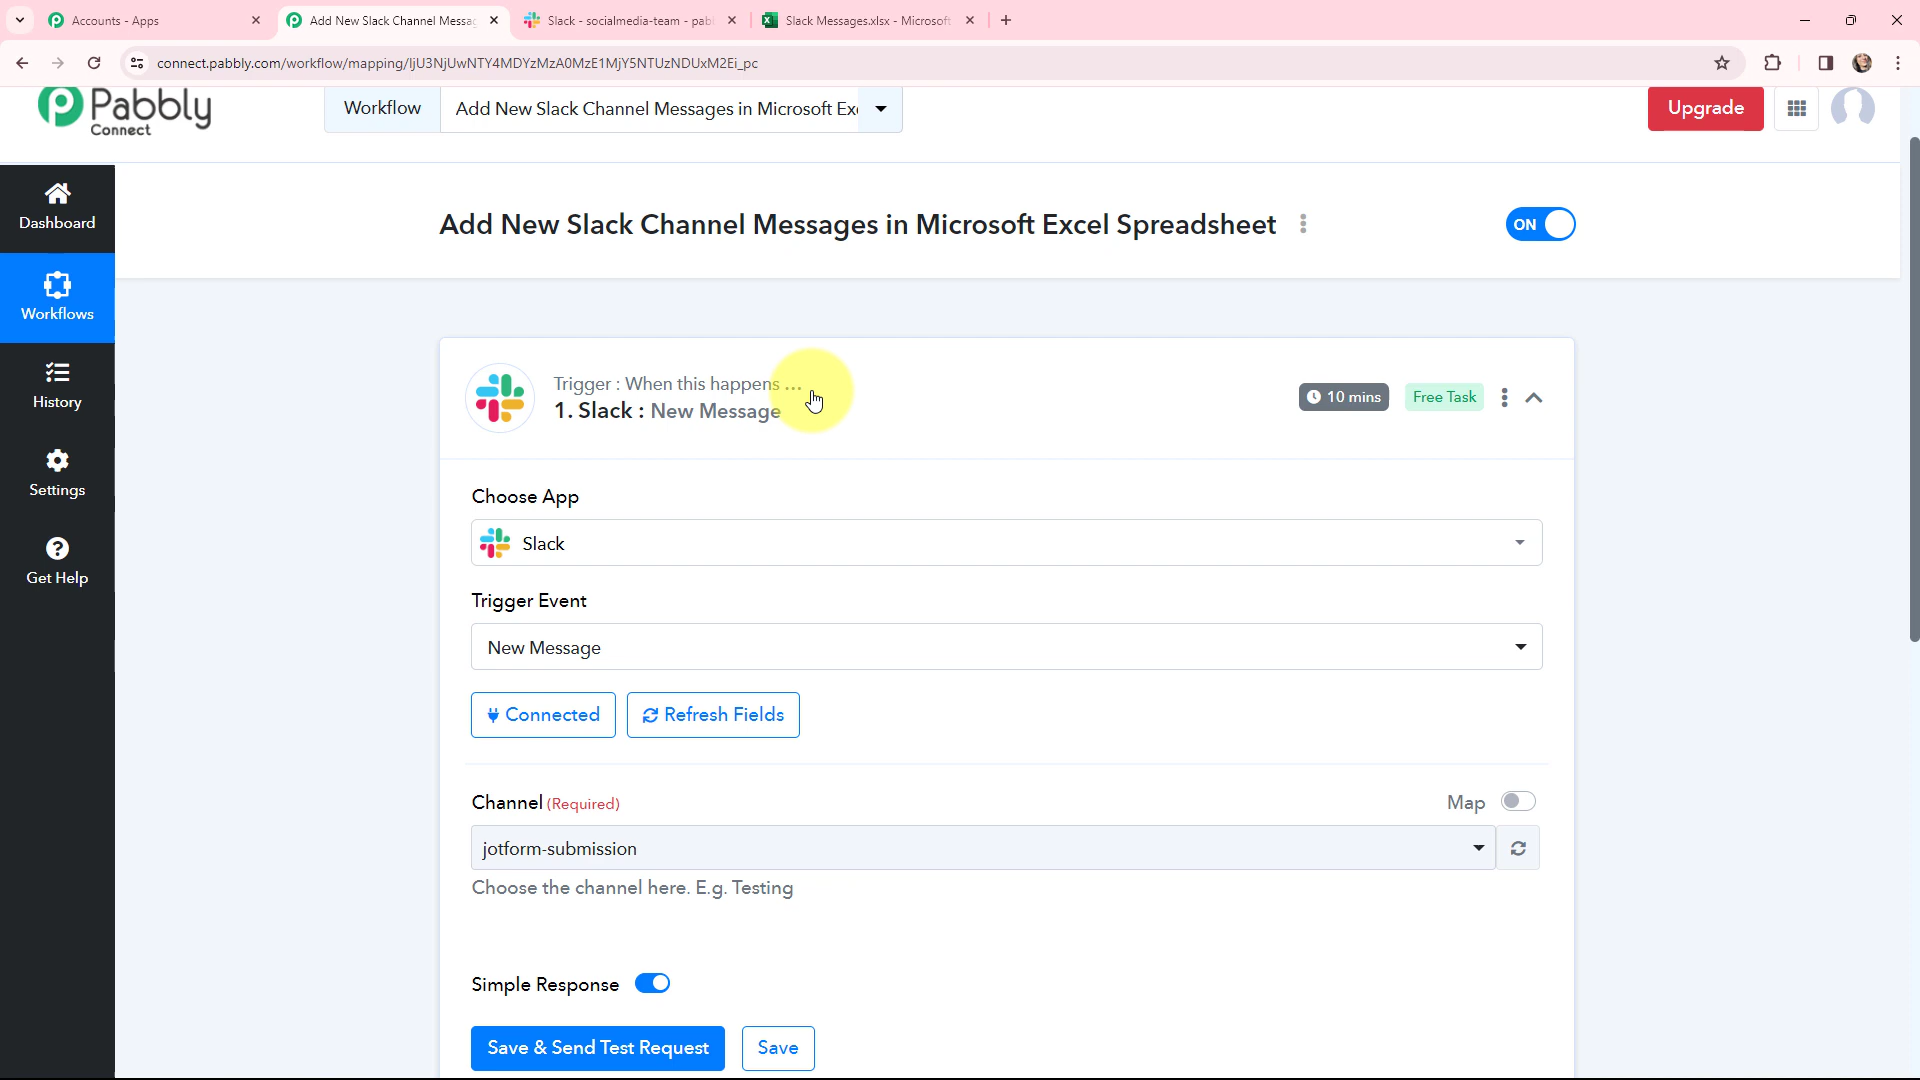 Accounts - Apps
Add New Slack Channel Messag
Slack - socialmedia-team - pab
Slack Messages.xlsx - Microsoft
connect.pabbly.com/workflow/mapping/IjU3NjUwNTY4MDYzMzA0MzE1MjY5NTUzNDUxM2Ei_pc
Pabbly
Connect
Workflow
Add New Slack Channel Messages in Microsoft Ex
Upgrade
Dashboard
Workflows
History
Settings
Get Help
Add New Slack Channel Messages in Microsoft Excel Spreadsheet
ON
Trigger : When this happens ...
1. Slack : New Message
10 mins
Free Task
Choose App
Slack
Trigger Event
New Message
Connected
Refresh Fields
Channel (Required)
Map
jotform-submission
Choose the channel here. E.g. Testing
Simple Response
Save & Send Test Request
Save